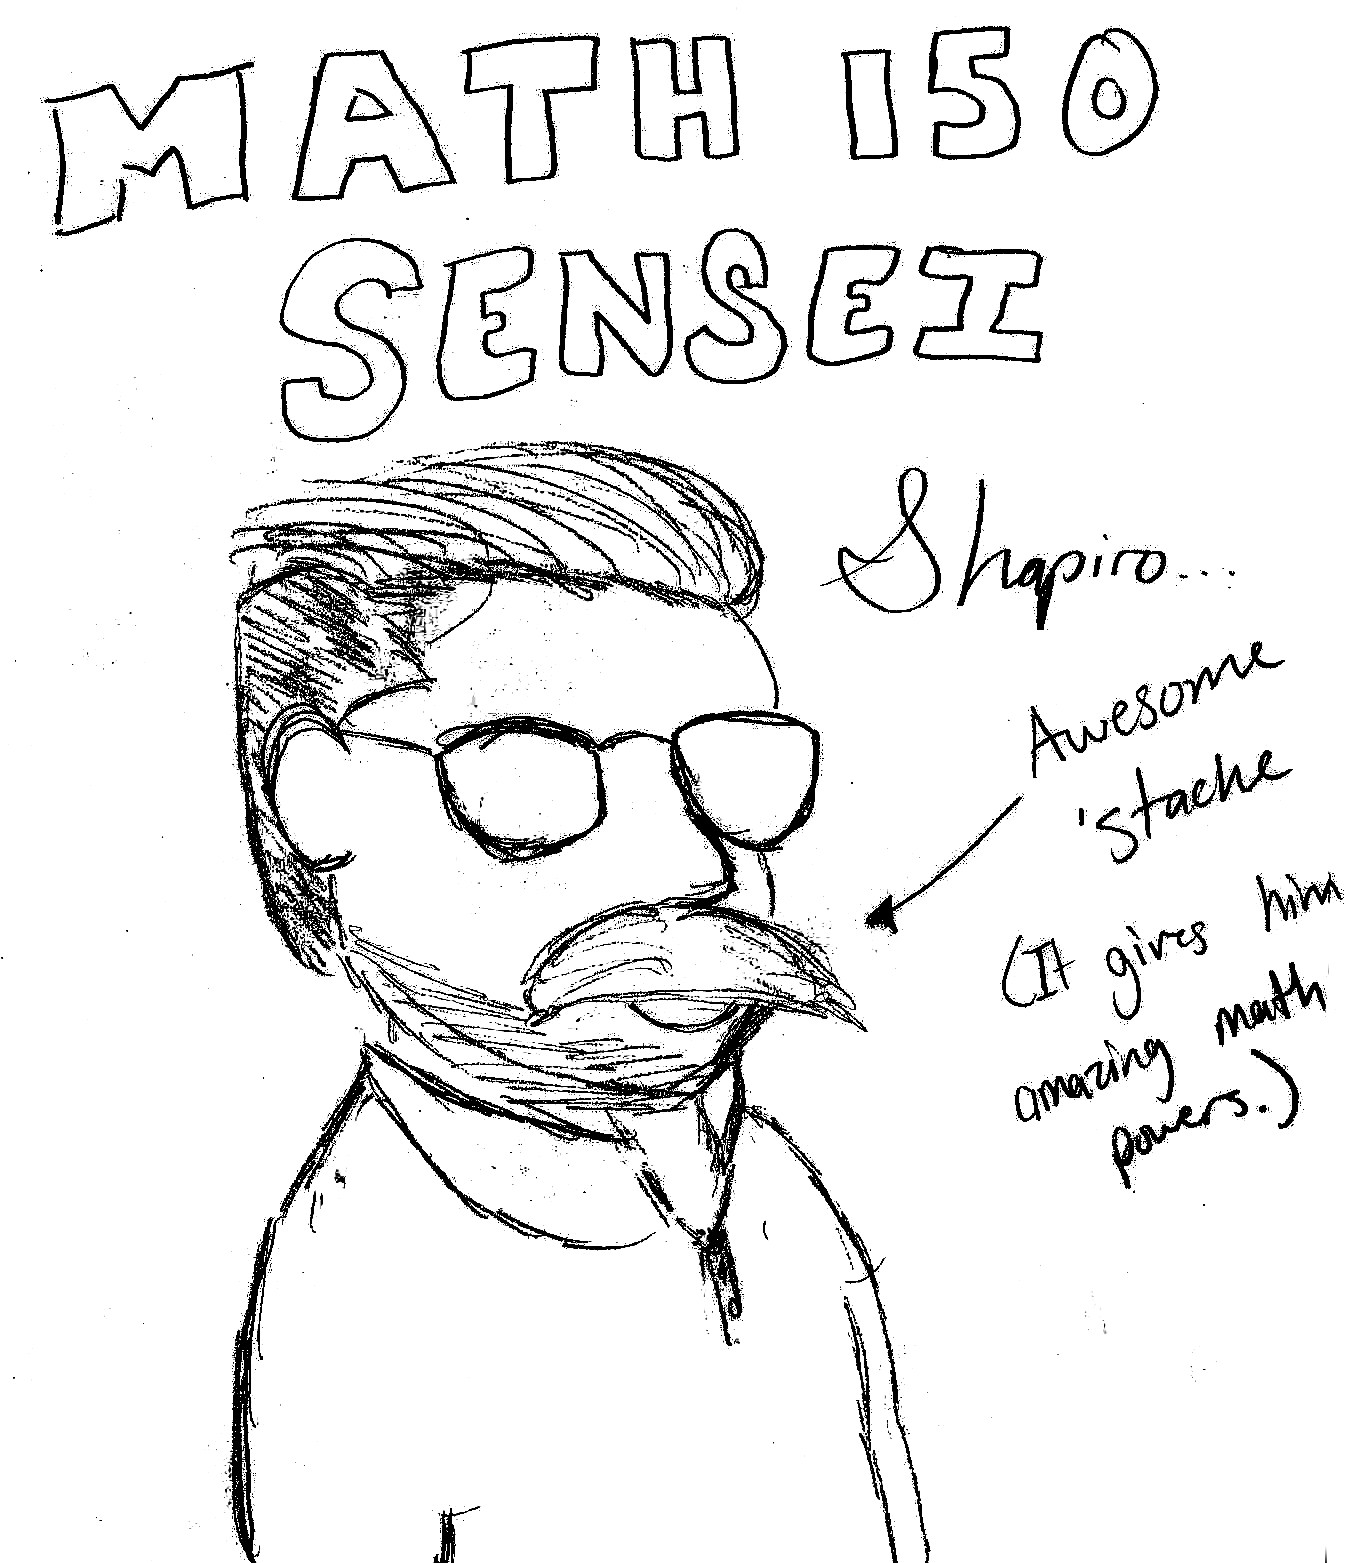 MATH 150
SENSEI
Shapiro...
Awesome
'stache
(It gives him
amazing math
powers.)